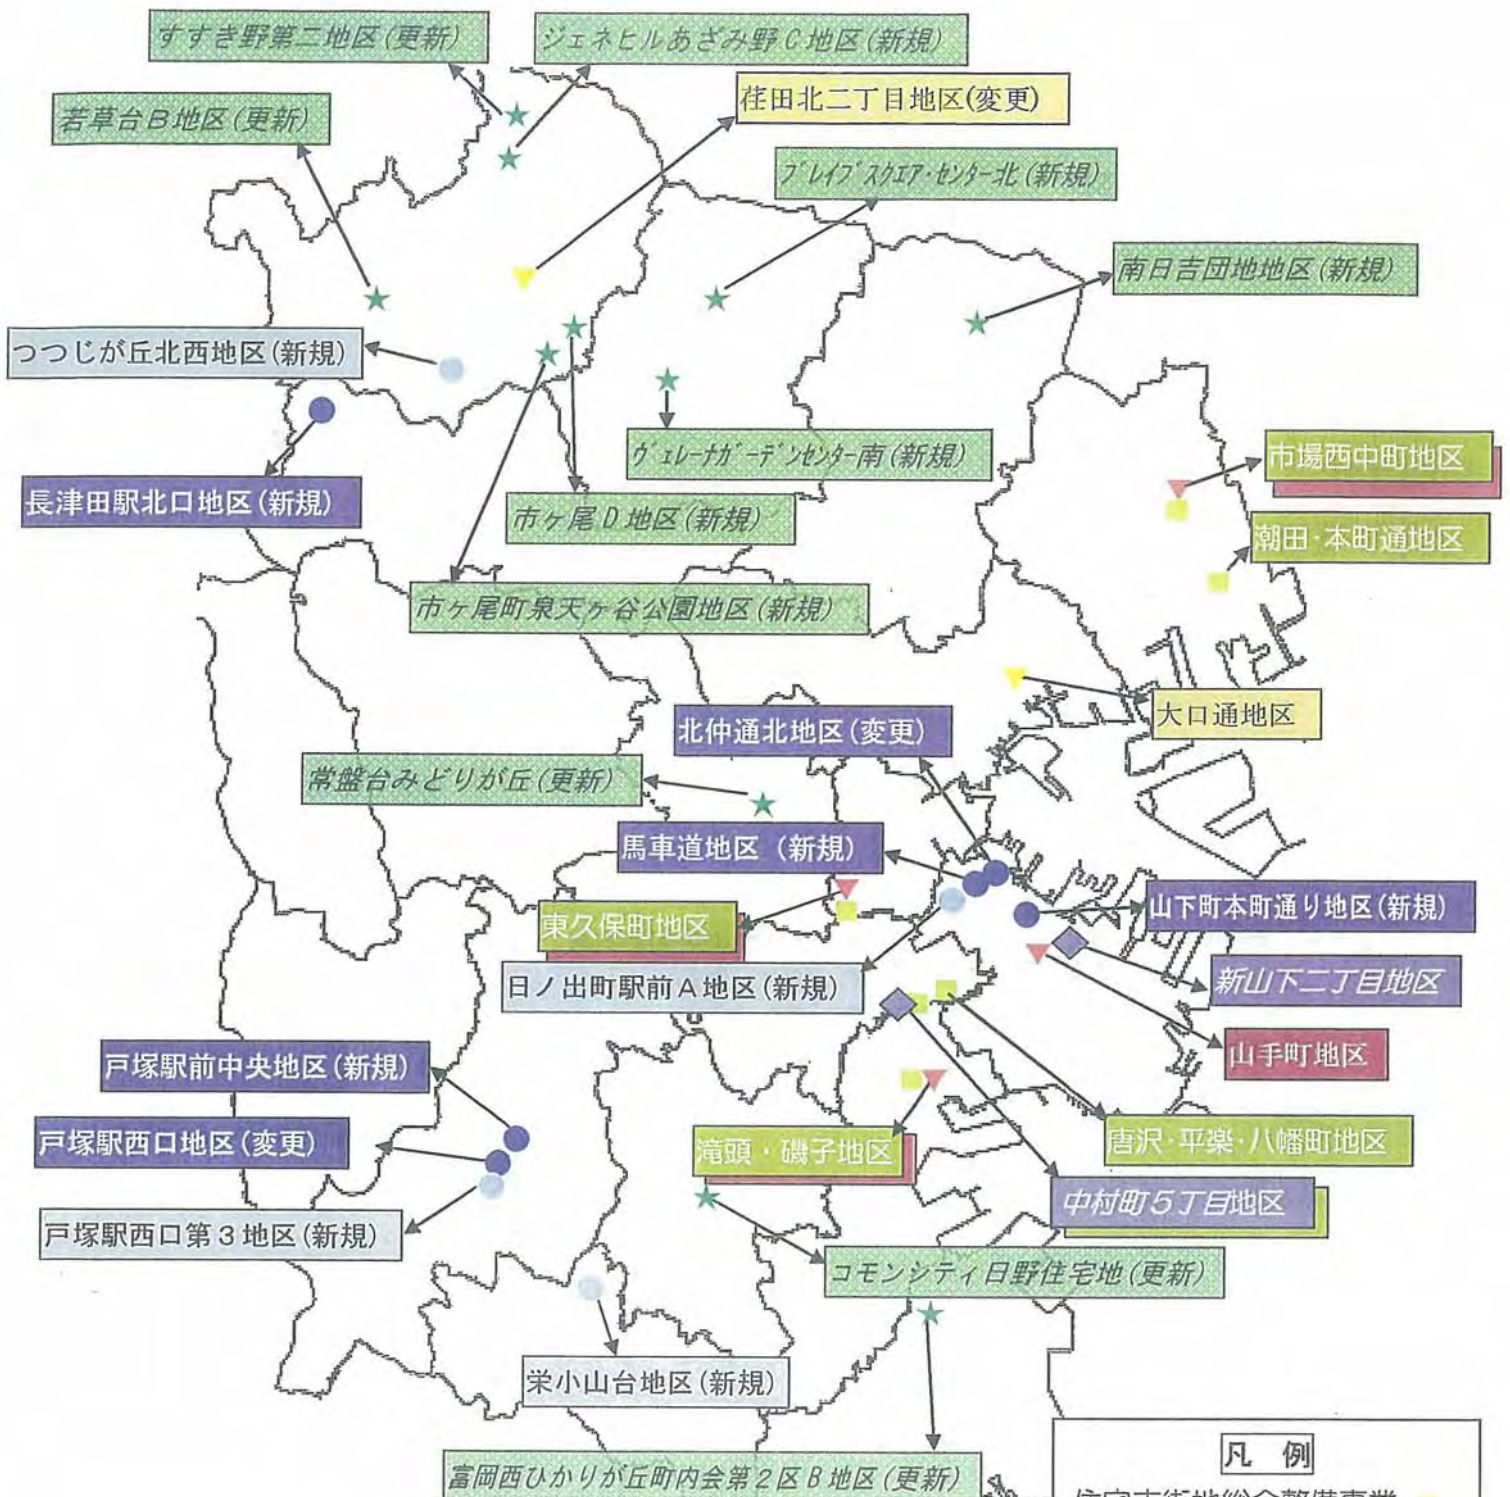 すすき野第二地区(更新)
ジェネヒルあざみ野C地区(新規)
荏田北二丁目地区(変更)
若草台B地区(更新)
ブレイブスクエア・センター北(新規)
南日吉団地地区(新規)
つつじが丘北西地区(新規)
ヴェレーナガーデンセンター南(新規)
市場西中町地区
長津田駅北口地区(新規)
市ヶ尾D地区(新規)
潮田・本町通地区
市ヶ尾町泉天ヶ谷公園地区(新規)
大口通地区
北仲通北地区(変更)
常盤台みどりが丘(更新)
馬車道地区（新規）
山下町本町通り地区(新規)
東久保町地区
日ノ出町駅前A地区(新規)
新山下二丁目地区
山手町地区
戸塚駅前中央地区(新規)
戸塚駅西口地区(変更)
滝頭・磯子地区
唐沢・平楽・八幡町地区
中村町5丁目地区
戸塚駅西口第3地区(新規)
コモンシティ日野住宅地(更新)
栄小山台地区(新規)
富岡西ひかりが丘町内会第2区B地区(更新)
凡 例